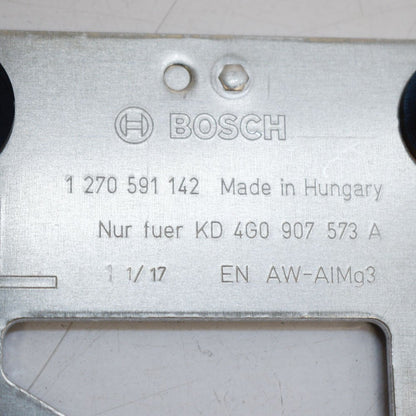 BOSCH
1 270 591 142 Made in Hungary
Nur fuer KD 4G0 907 573 A
1 1/17 EN AW-AlMg3